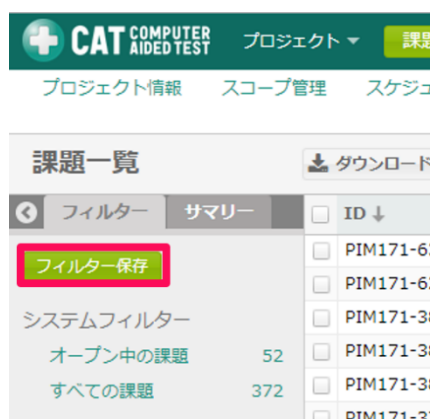 CAT COMPUTER AIDED TEST プロジェクト
プロジェクト情報 スコープ管理
課題一覧 ダウンロード
フィルター サマリー ID ↓
フィルター保存
システムフィルター
オープン中の課題 52
すべての課題 372